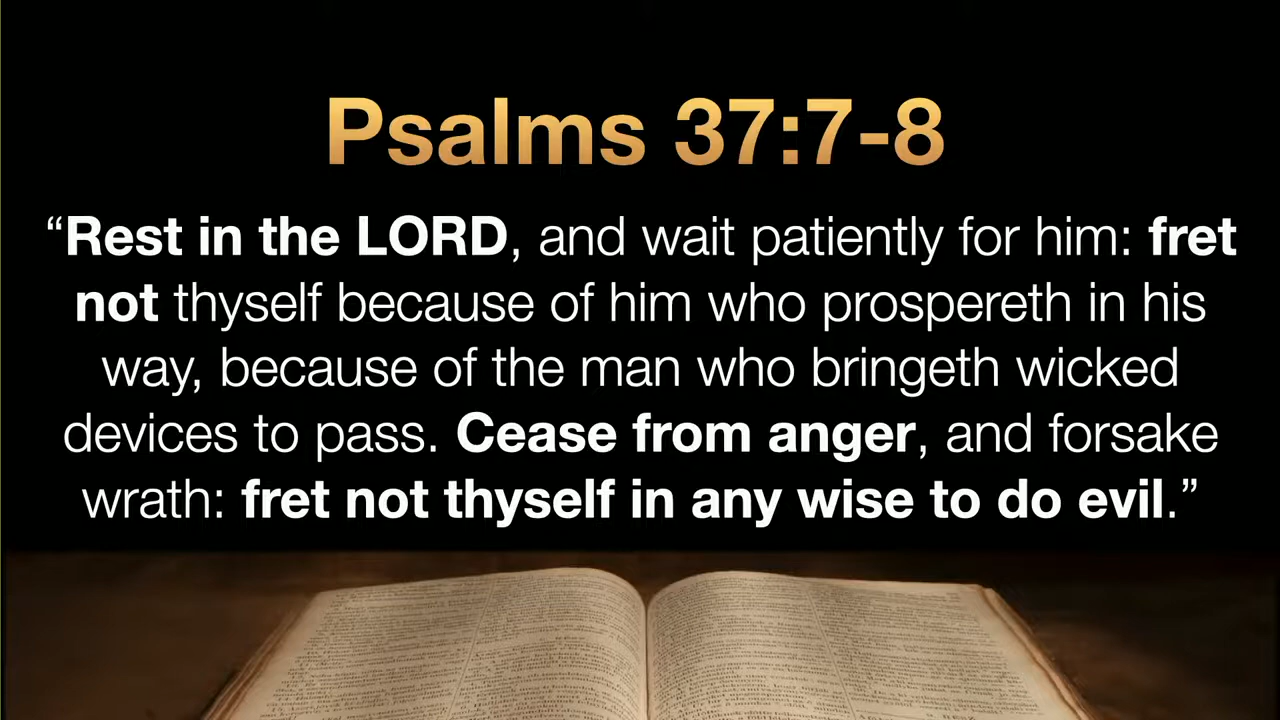 Psalms 37:7-8
“Rest in the LORD, and wait patiently for him: fret
not thyself because of him who prospereth in his
way, because of the man who bringeth wicked
devices to pass. Cease from anger, and forsake
wrath: fret not thyself in any wise to do evil.”